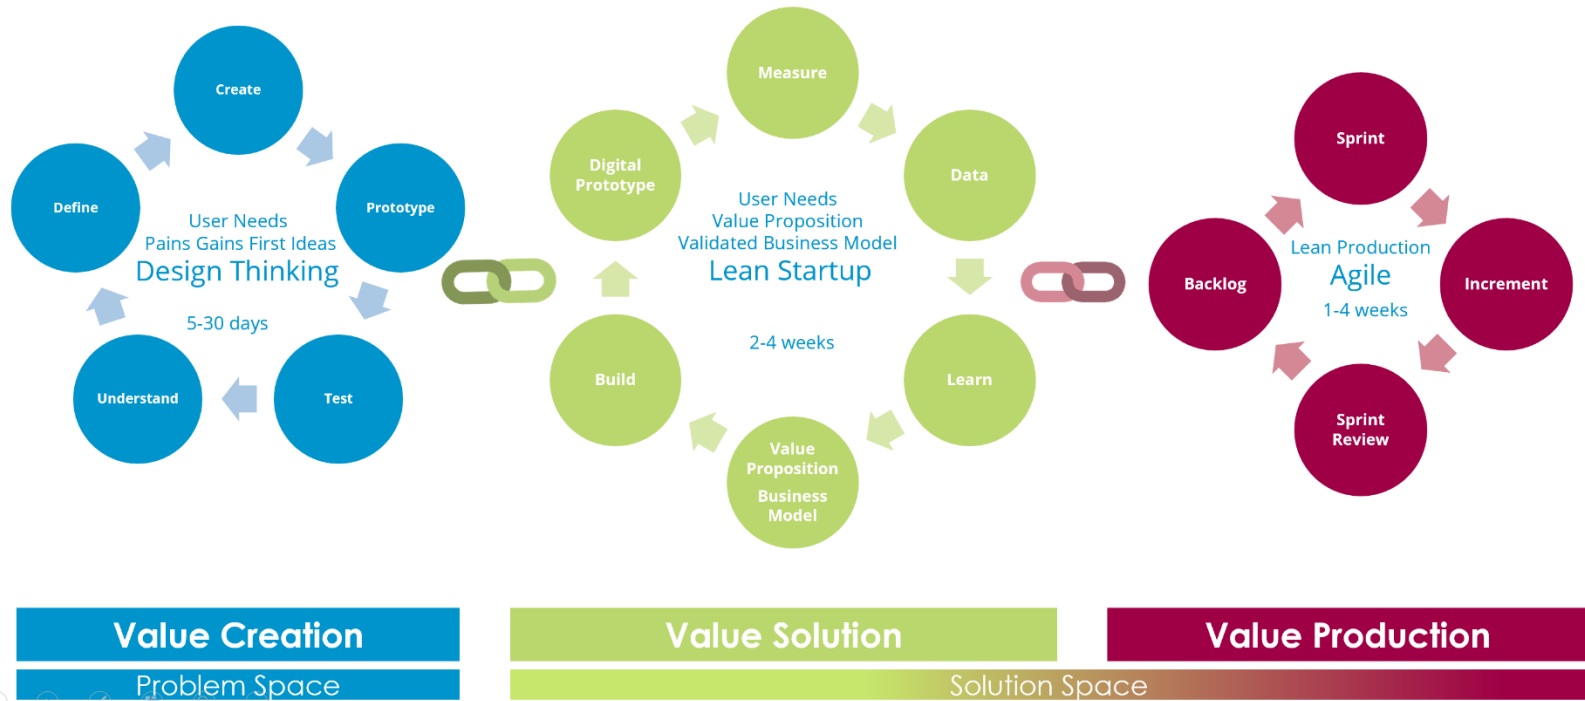 Create
Define
Prototype
User Needs
Pains Gains First Ideas
Design Thinking
5-30 days
Understand
Test
Measure
Digital
Prototype
Data
User Needs
Value Proposition
Validated Business Model
Lean Startup
2-4 weeks
Build
Learn
Value
Proposition
Business
Model
Sprint
Lean Production
Agile
1-4 weeks
Backlog
Increment
Sprint
Review
Value Creation
Value Solution
Value Production
Problem Space
Solution Space